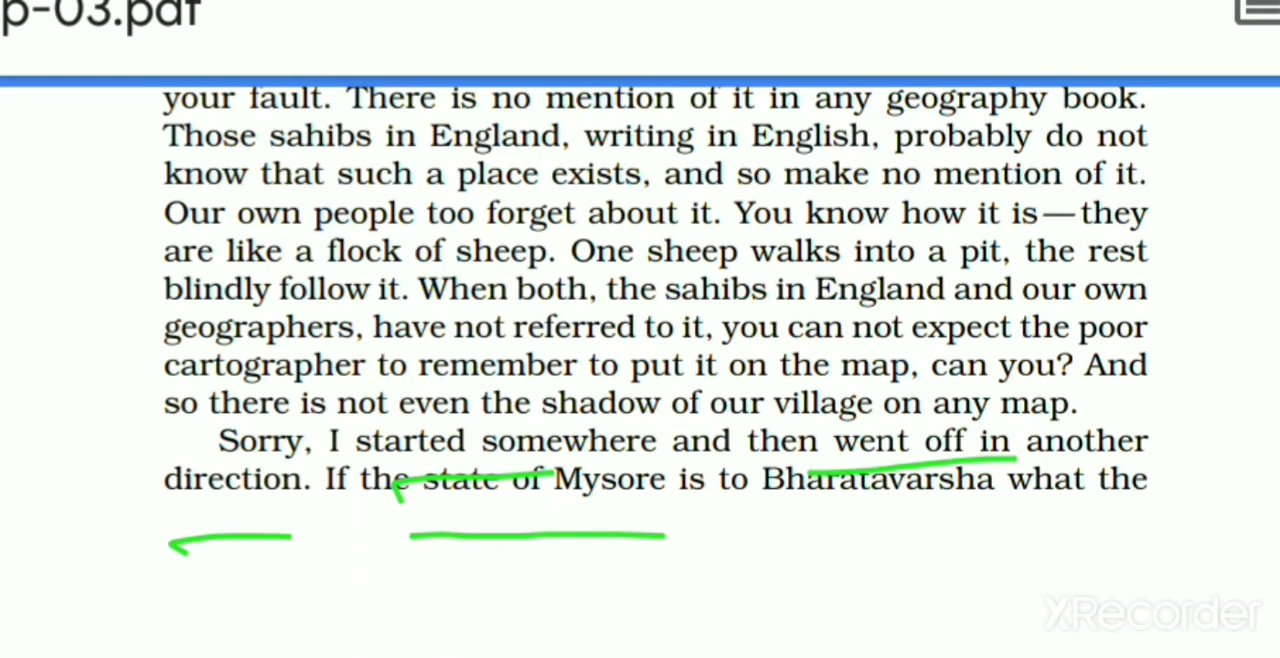 p-03.pdf
your fault. There is no mention of it in any geography book.
Those sahibs in England, writing in English, probably do not
know that such a place exists, and so make no mention of it.
Our own people too forget about it. You know how it is—they
are like a flock of sheep. One sheep walks into a pit, the rest
blindly follow it. When both, the sahibs in England and our own
geographers, have not referred to it, you can not expect the poor
cartographer to remember to put it on the map, can you? And
so there is not even the shadow of our village on any map.
Sorry, I started somewhere and then went off in another
direction. If the state of Mysore is to Bharatavarsha what the
XRecorder